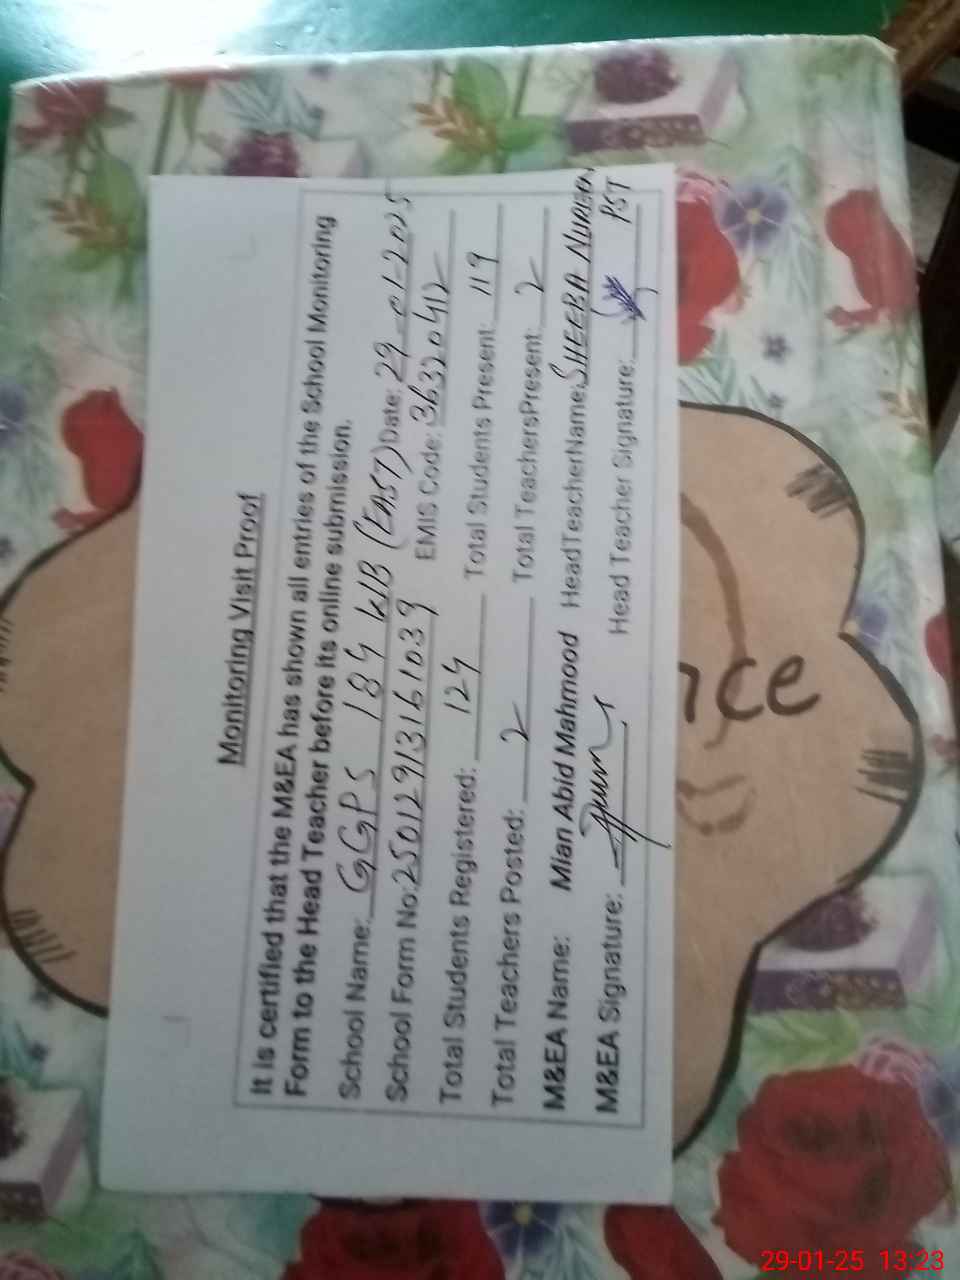 Monitoring Visit Proof
It is certified that the M&EA has shown all entries of the School Monitoring
Form to the Head Teacher before its online submission.
School Name: GGPS 184 WB (EAST) Date: 29-01-2025
School Form No: 25012913161039 EMIS Code: 36320412
Total Students Registered: 124 Total Students Present: 119
Total Teachers Posted: 2 Total TeachersPresent: 2
M&EA Name: Mian Abid Mahmood HeadTeacherName: SHEEBA NUREEN
M&EA Signature: Head Teacher Signature: PST
nce
29-01-25 13:23